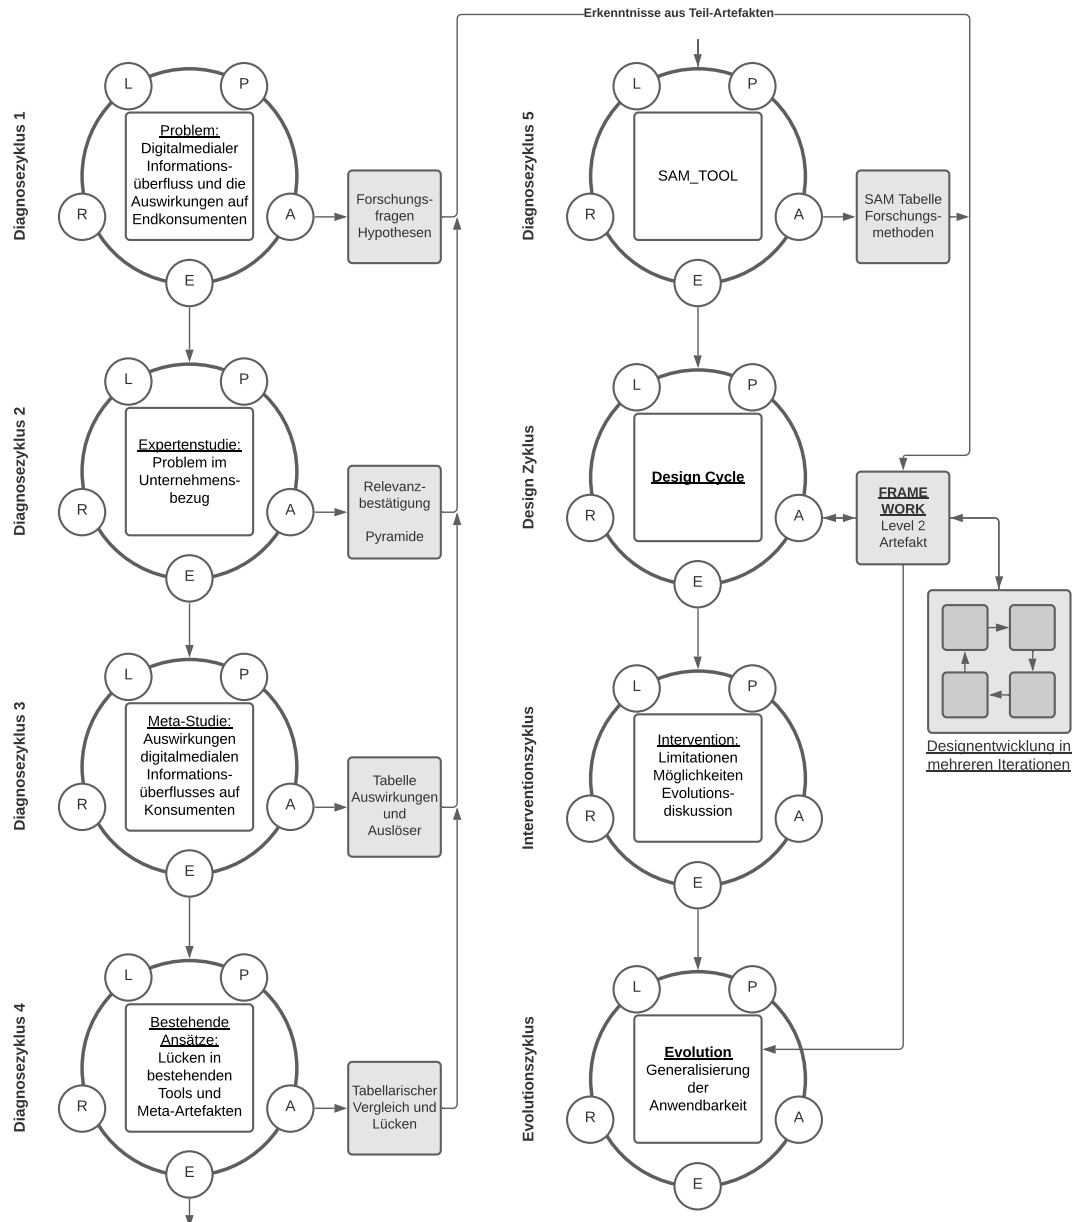 Erkenntnisse aus Teil-Artefakten
Diagnosezyklus 1
L
P
Problem:
Digitalmedialer
Informations-
überfluss und die
Auswirkungen auf
Endkonsumenten
R
A
E
Forschungs-
fragen
Hypothesen
Diagnosezyklus 2
L
P
Expertenstudie:
Problem im
Unternehmens-
bezug
R
A
E
Relevanz-
bestätigung
Pyramide
Diagnosezyklus 3
L
P
Meta-Studie:
Auswirkungen
digitalmedialen
Informations-
überflusses auf
Konsumenten
R
A
E
Tabelle
Auswirkungen
und
Auslöser
Diagnosezyklus 4
L
P
Bestehende
Ansätze:
Lücken in
bestehenden
Tools und
Meta-Artefakten
R
A
E
Tabellarischer
Vergleich und
Lücken
Diagnosezyklus 5
L
P
SAM_TOOL
R
A
E
SAM Tabelle
Forschungs-
methoden
Design Zyklus
L
P
Design Cycle
R
A
E
FRAME
WORK
Level 2
Artefakt
Designentwicklung in
mehreren Iterationen
Interventionszyklus
L
P
Intervention:
Limitationen
Möglichkeiten
Evolutions-
diskussion
R
A
E
Evolutionszyklus
L
P
Evolution
Generalisierung
der
Anwendbarkeit
R
A
E